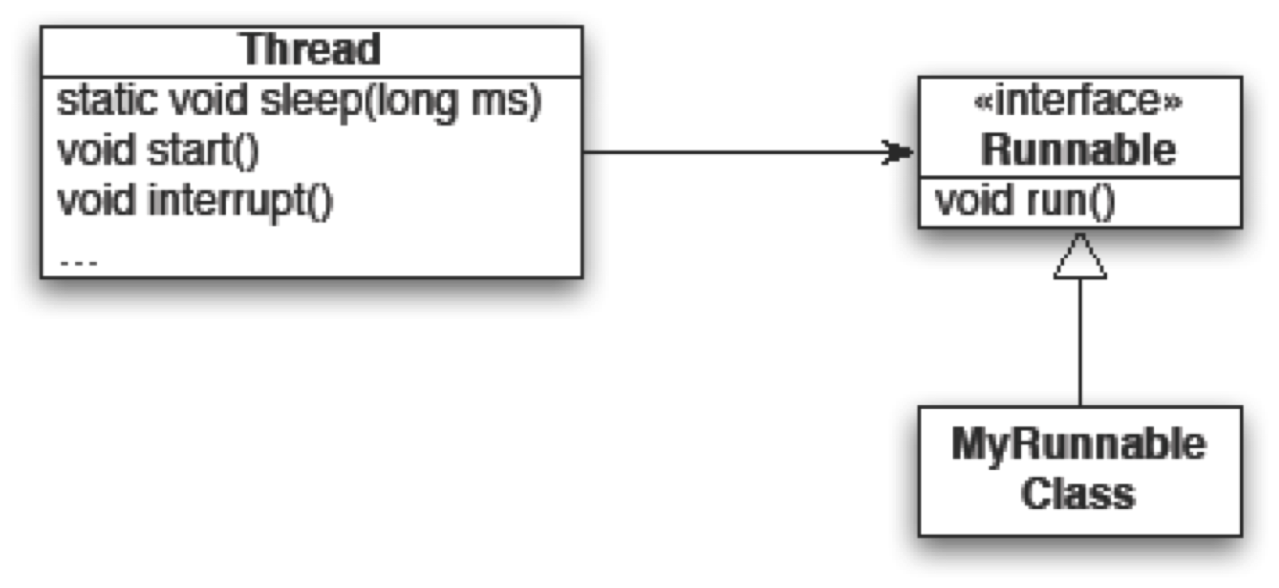 Thread
static void sleep(long ms)
void start()
void interrupt()
...
«interface»
Runnable
void run()
MyRunnable
Class